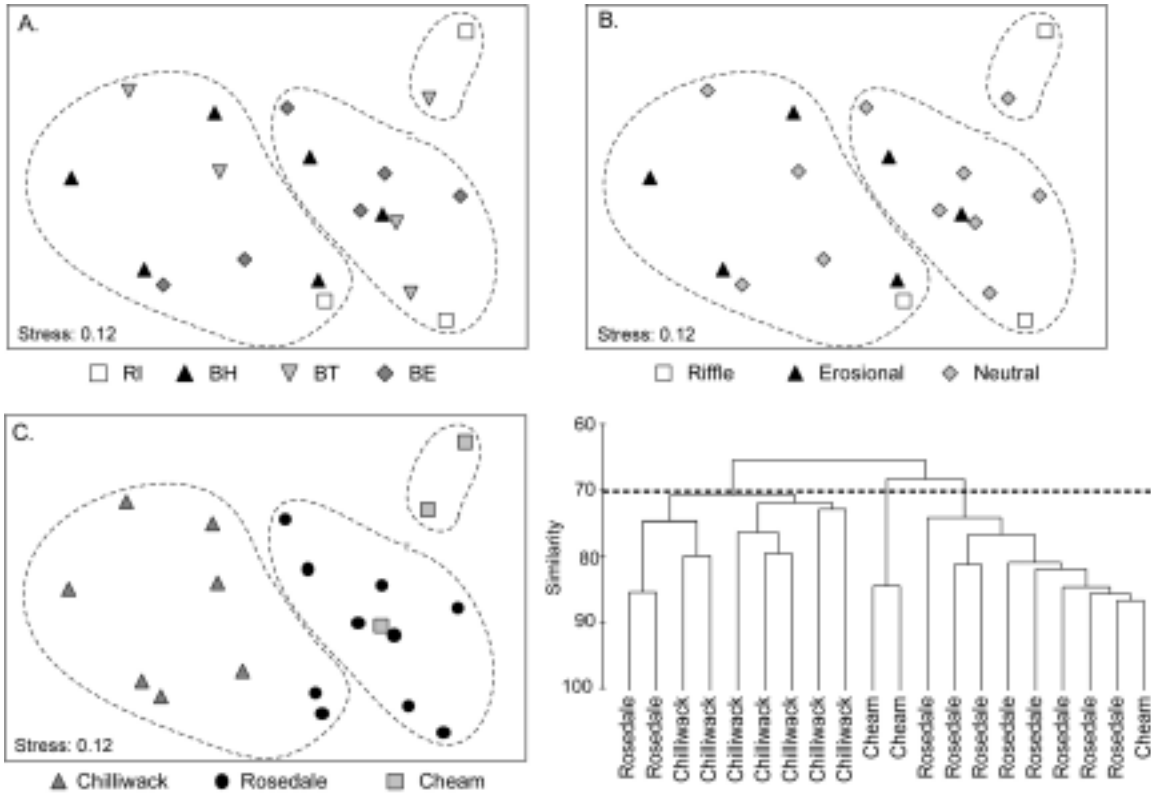 A.
Stress: 0.12
RI BH BT BE
B.
Stress: 0.12
Riffle Erosional Neutral
C.
Stress: 0.12
Chilliwack Rosedale Cheam
Similarity
60
70
80
90
100
Rosedale
Rosedale
Chilliwack
Chilliwack
Chilliwack
Chilliwack
Chilliwack
Chilliwack
Chilliwack
Cheam
Cheam
Rosedale
Rosedale
Rosedale
Rosedale
Rosedale
Rosedale
Rosedale
Rosedale
Cheam